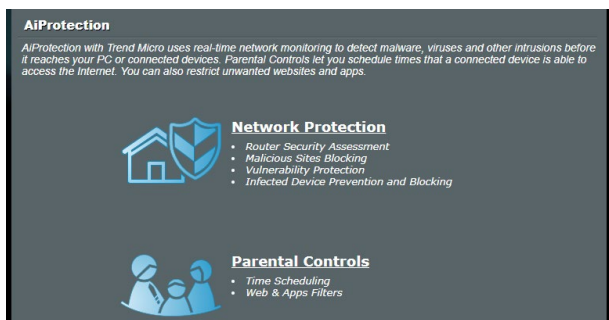 AiProtection
AiProtection with Trend Micro uses real-time network monitoring to detect malware, viruses and other intrusions before
it reaches your PC or connected devices. Parental Controls let you schedule times that a connected device is able to
access the Internet. You can also restrict unwanted websites and apps.
Network Protection
• Router Security Assessment
• Malicious Sites Blocking
• Vulnerability Protection
• Infected Device Prevention and Blocking
Parental Controls
• Time Scheduling
• Web & Apps Filters